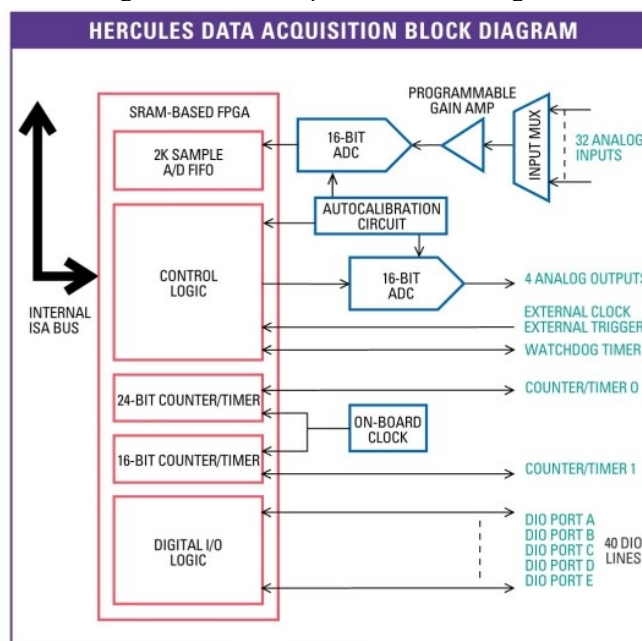 HERCULES DATA ACQUISITION BLOCK DIAGRAM
SRAM-BASED FPGA
2K SAMPLE
A/D FIFO
16-BIT
ADC
PROGRAMMABLE
GAIN AMP
INPUT MUX
32 ANALOG
INPUTS
AUTOCALIBRATION
CIRCUIT
CONTROL
LOGIC
16-BIT
ADC
4 ANALOG OUTPUTS
INTERNAL
ISA BUS
EXTERNAL CLOCK
EXTERNAL TRIGGER
WATCHDOG TIMER
24-BIT COUNTER/TIMER
COUNTER/TIMER 0
ON-BOARD
CLOCK
16-BIT COUNTER/TIMER
COUNTER/TIMER 1
DIGITAL I/O
LOGIC
DIO PORT A
DIO PORT B
DIO PORT C
DIO PORT D
DIO PORT E
40 DIO
LINES